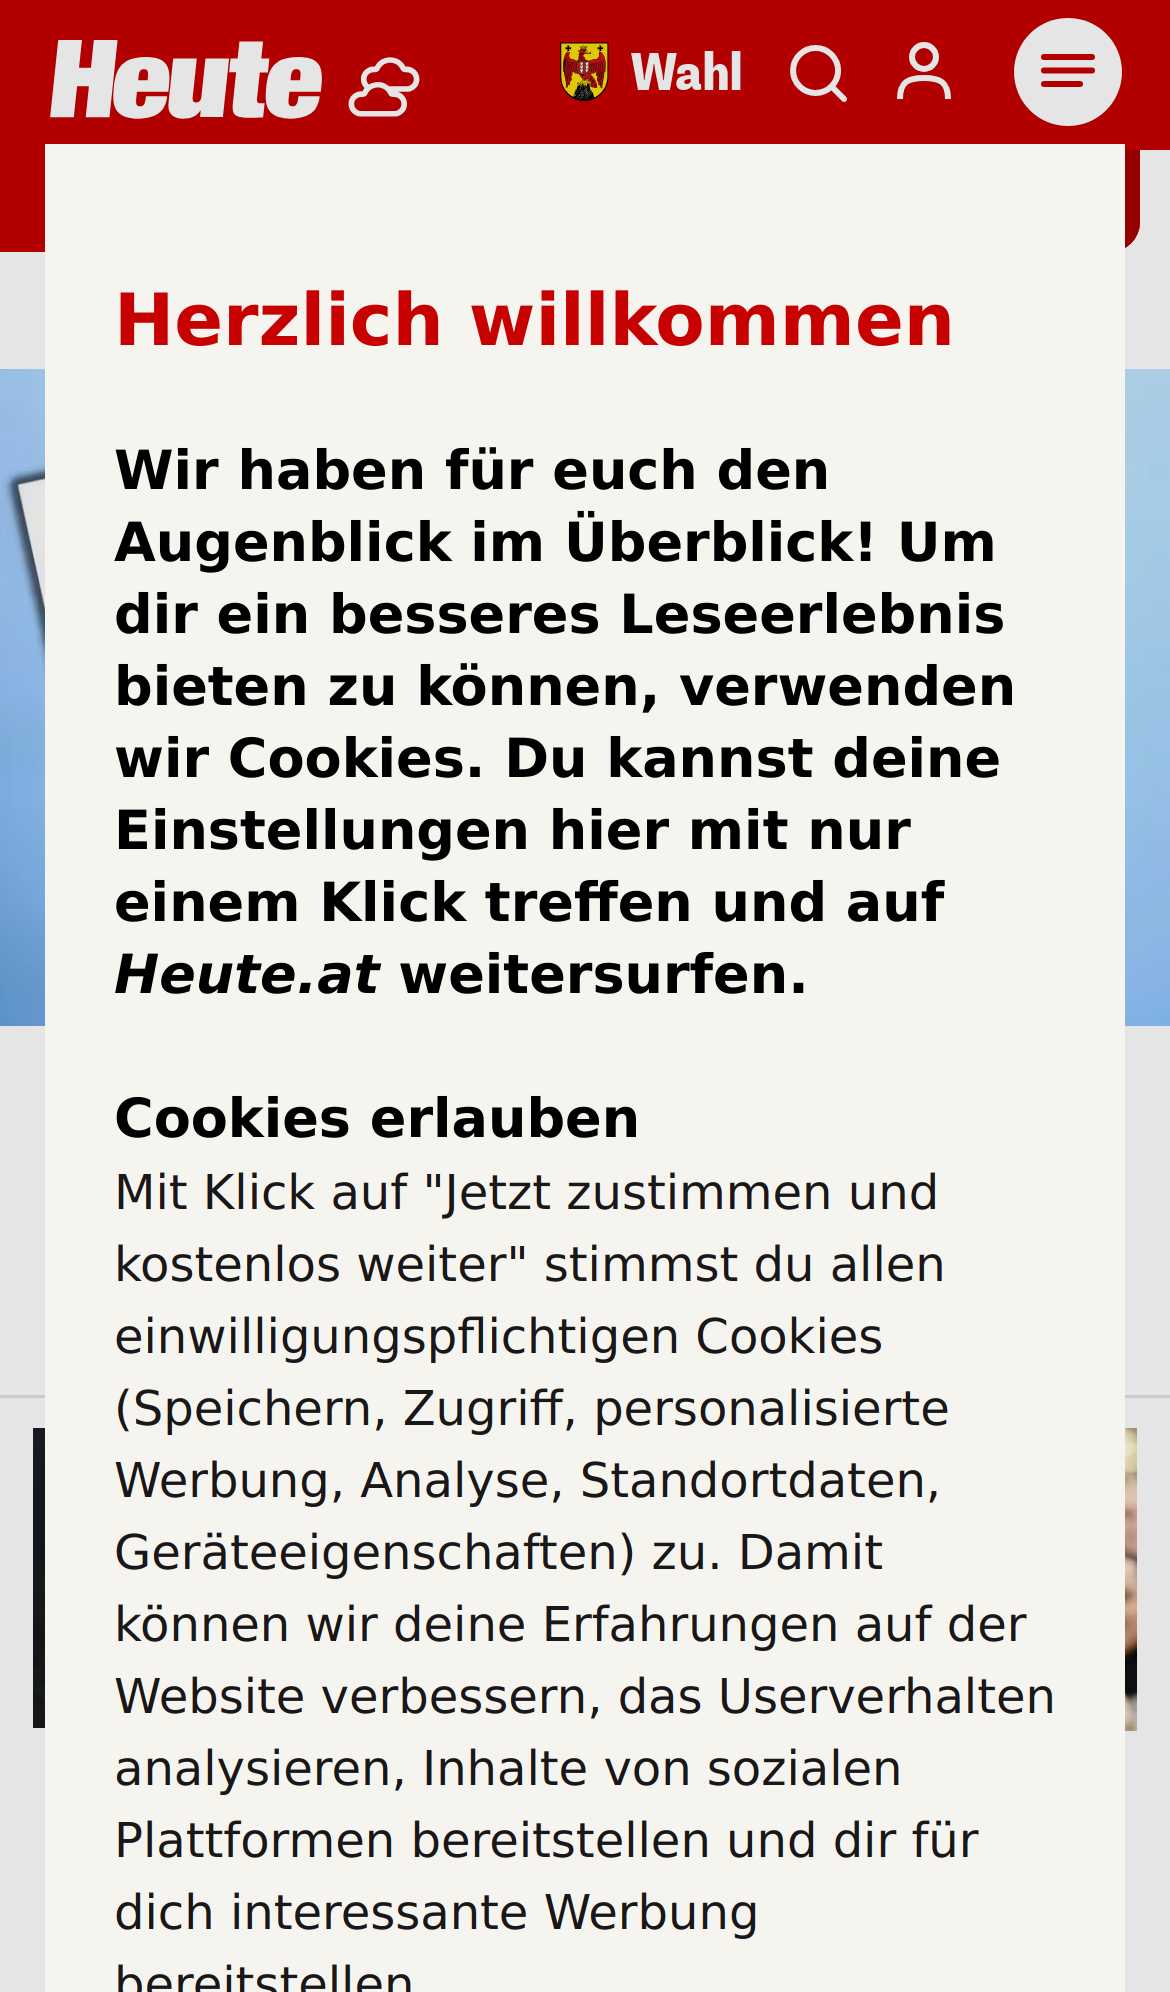 Heute
Wahl
Herzlich willkommen
Wir haben für euch den
Augenblick im Überblick! Um
dir ein besseres Leseerlebnis
bieten zu können, verwenden
wir Cookies. Du kannst deine
Einstellungen hier mit nur
einem Klick treffen und auf
Heute.at weitersurfen.
Cookies erlauben
Mit Klick auf "Jetzt zustimmen und
kostenlos weiter" stimmst du allen
einwilligungspflichtigen Cookies
(Speichern, Zugriff, personalisierte
Werbung, Analyse, Standortdaten,
Geräteeigenschaften) zu. Damit
können wir deine Erfahrungen auf der
Website verbessern, das Userverhalten
analysieren, Inhalte von sozialen
Plattformen bereitstellen und dir für
dich interessante Werbung
bereitstellen